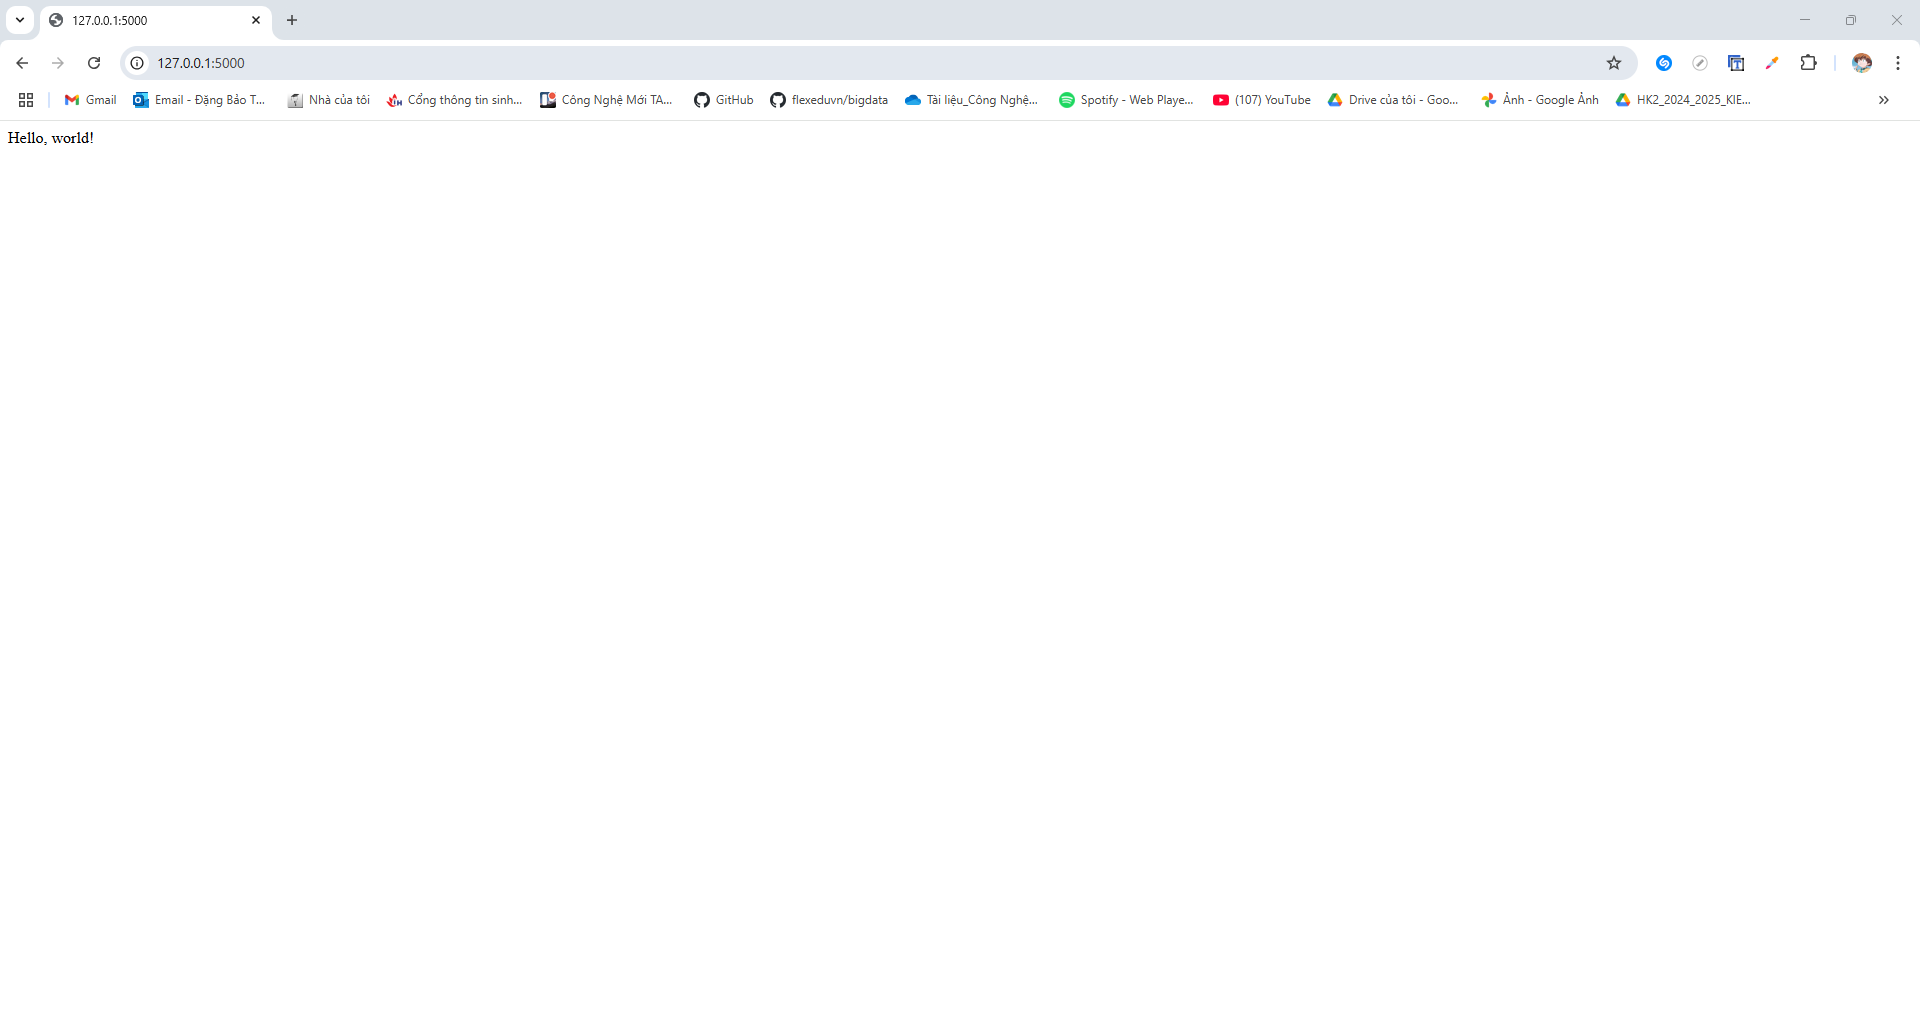 127.0.0.1:5000
127.0.0.1:5000
Gmail Email - Đặng Bảo T... Nhà của tôi Cổng thông tin sinh... Công Nghệ Mới TA... GitHub flexeduvn/bigdata Tài liệu_Công Nghệ... Spotify - Web Playe... (107) YouTube Drive của tôi - Goo... Ảnh - Google Ảnh HK2_2024_2025_KIE...
Hello, world!